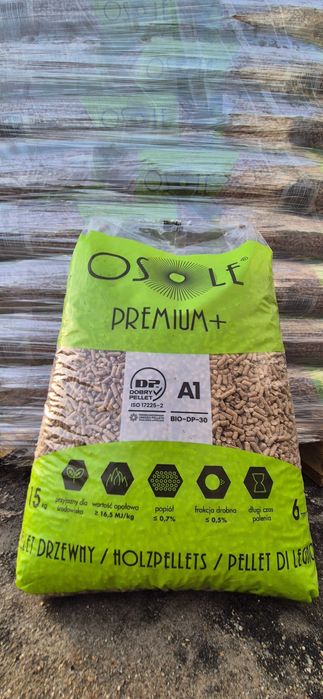 OSOLE
OSOLE
PREMIUM+
DP
DOBRY
PELLET
ISO 17225-2
A1
BIO-DP-30
15 kg
przyjazny dla
środowiska
wartość opałowa
≥ 16,5 MJ/kg
popiół
≤ 0,7%
frakcja drobna
≤ 0,5%
długi czas
palenia
6
DRZEWNY / HOLZPELLETS / PELLET DI